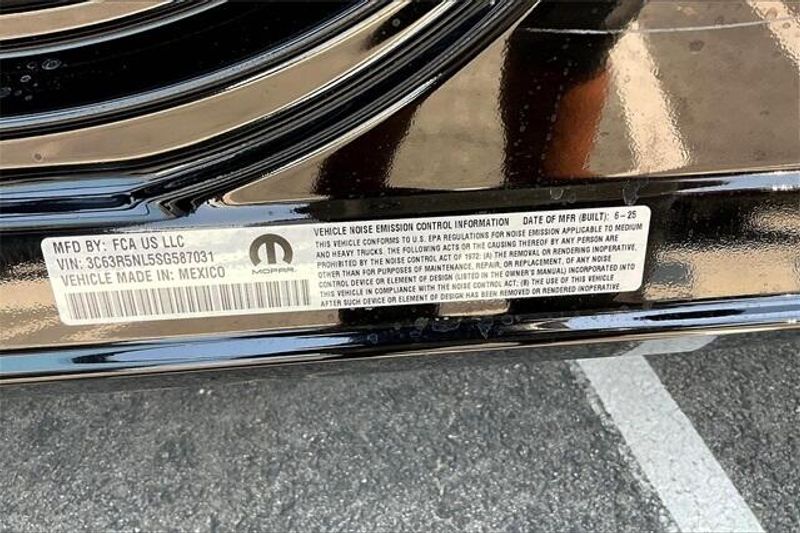 MFD BY: FCA US LLC
VIN: 3C63R5NL5SG587031
VEHICLE MADE IN: MEXICO
MOPAR
VEHICLE NOISE EMISSION CONTROL INFORMATION DATE OF MFR (BUILT): 6-25
THIS VEHICLE CONFORMS TO U.S. EPA REGULATIONS FOR NOISE EMISSION APPLICABLE TO MEDIUM
AND HEAVY TRUCKS. THE FOLLOWING ACTS OR THE CAUSING THEREOF BY ANY PERSON ARE
PROHIBITED BY THE NOISE CONTROL ACT OF 1972: (A) THE REMOVAL OR RENDERING INOPERATIVE,
OTHER THAN FOR PURPOSES OF MAINTENANCE, REPAIR, OR REPLACEMENT, OF ANY NOISE
CONTROL DEVICE OR ELEMENT OF DESIGN (LISTED IN THE OWNER'S MANUAL) INCORPORATED
INTO THIS VEHICLE IN COMPLIANCE WITH THE NOISE CONTROL ACT; (B) THE USE OF THIS VEHICLE
AFTER SUCH DEVICE OR ELEMENT OF DESIGN HAS BEEN REMOVED OR RENDERED INOPERATIVE.